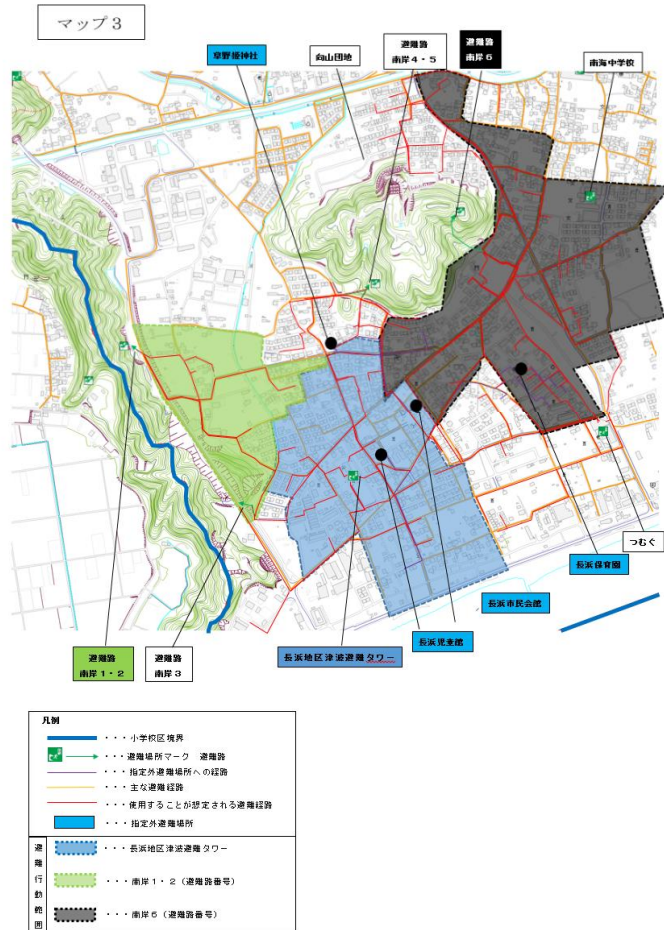 マップ３
草野姫神社
向山団地
避難路
南岸４・５
避難路
南岸６
南海中学校
つむぐ
長浜保育園
長浜市民会館
長浜児童館
長浜地区津波避難タワー
避難路
南岸３
避難路
南岸１・２
凡例
・・・小学校区境界
・・・避難場所マーク　避難路
・・・指定外避難場所への経路
・・・主な避難経路
・・・使用することが想定される避難経路
・・・指定外避難場所
避難行動範囲
・・・長浜地区津波避難タワー
・・・南岸１・２（避難路番号）
・・・南岸６（避難路番号）